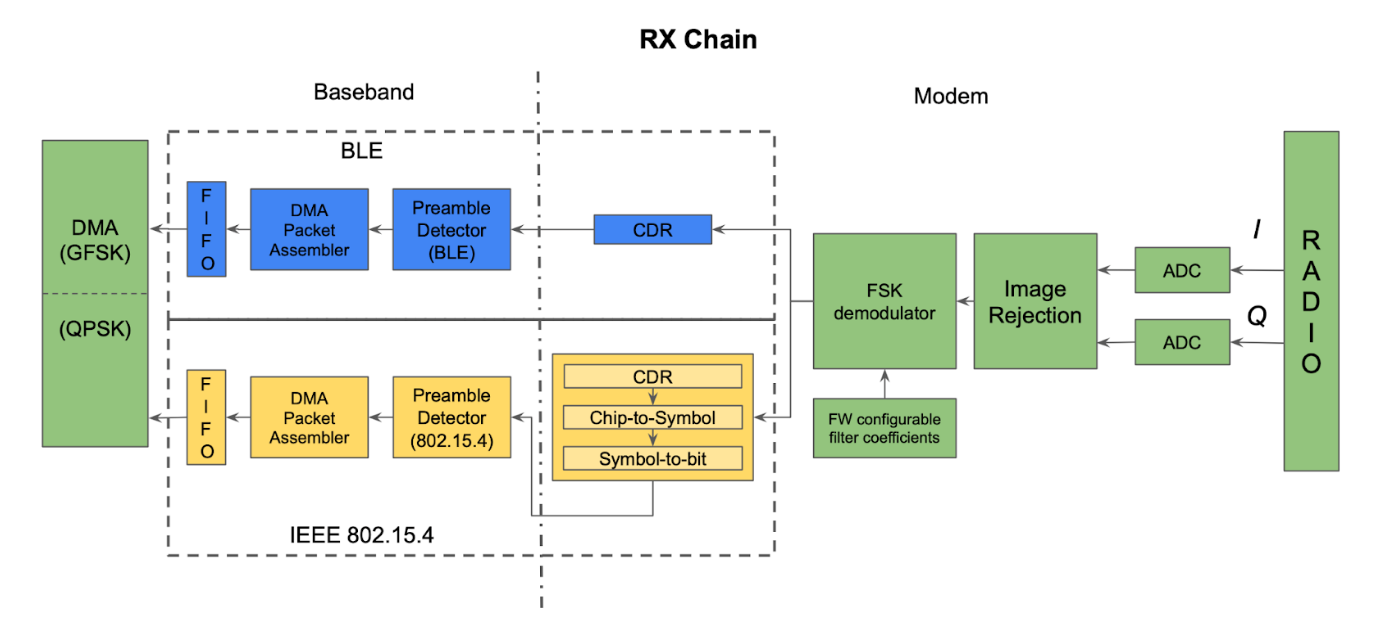 RX Chain
Baseband
Modem
BLE
DMA
(GFSK)
(QPSK)
F
I
F
O
DMA
Packet
Assembler
Preamble
Detector
(BLE)
CDR
FSK
demodulator
Image
Rejection
ADC
ADC
I
Q
R
A
D
I
O
FW configurable
filter coefficients
F
I
F
O
DMA
Packet
Assembler
Preamble
Detector
(802.15.4)
CDR
Chip-to-Symbol
Symbol-to-bit
IEEE 802.15.4